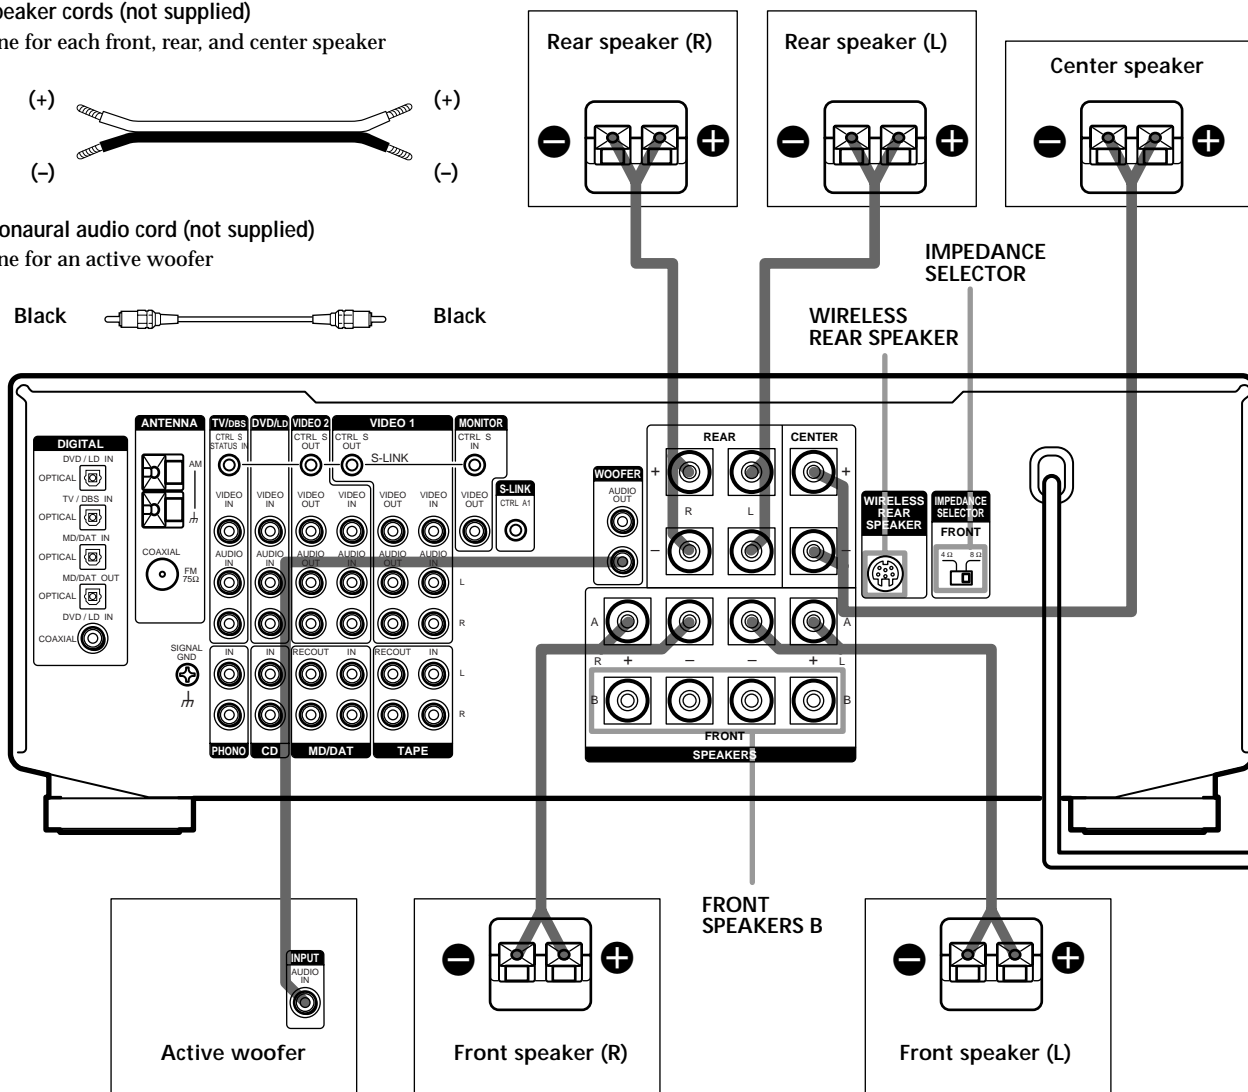 peaker cords (not supplied)
ne for each front, rear, and center speaker
(+)
(+)
(–)
(–)
onaural audio cord (not supplied)
ne for an active woofer
Black
Black
Rear speaker (R)
Rear speaker (L)
Center speaker
IMPEDANCE
SELECTOR
WIRELESS
REAR SPEAKER
DIGITAL
DVD / LD IN
OPTICAL
TV / DBS IN
OPTICAL
MD/DAT IN
OPTICAL
MD/DAT OUT
OPTICAL
DVD / LD IN
COAXIAL
ANTENNA
AM
COAXIAL
FM
75Ω
SIGNAL
GND
TV/DBS
DVD/LD
VIDEO 2
VIDEO 1
MONITOR
CTRL S
STATUS IN
CTRL S
OUT
CTRL S
OUT
CTRL S
IN
S-LINK
VIDEO
IN
VIDEO
IN
VIDEO
OUT
VIDEO
IN
VIDEO
OUT
VIDEO
IN
VIDEO
OUT
S-LINK
CTRL A1
AUDIO
IN
AUDIO
IN
AUDIO
OUT
AUDIO
IN
AUDIO
OUT
AUDIO
IN
L
R
IN
IN
RECOUT
IN
RECOUT
IN
L
R
PHONO
CD
MD/DAT
TAPE
WOOFER
AUDIO
OUT
REAR
CENTER
+
+
R
L
–
–
WIRELESS
REAR
SPEAKER
IMPEDANCE
SELECTOR
FRONT
4 Ω
8 Ω
A
A
R
+
–
–
+
L
B
B
FRONT
SPEAKERS
FRONT
SPEAKERS B
INPUT
AUDIO
IN
Active woofer
Front speaker (R)
Front speaker (L)